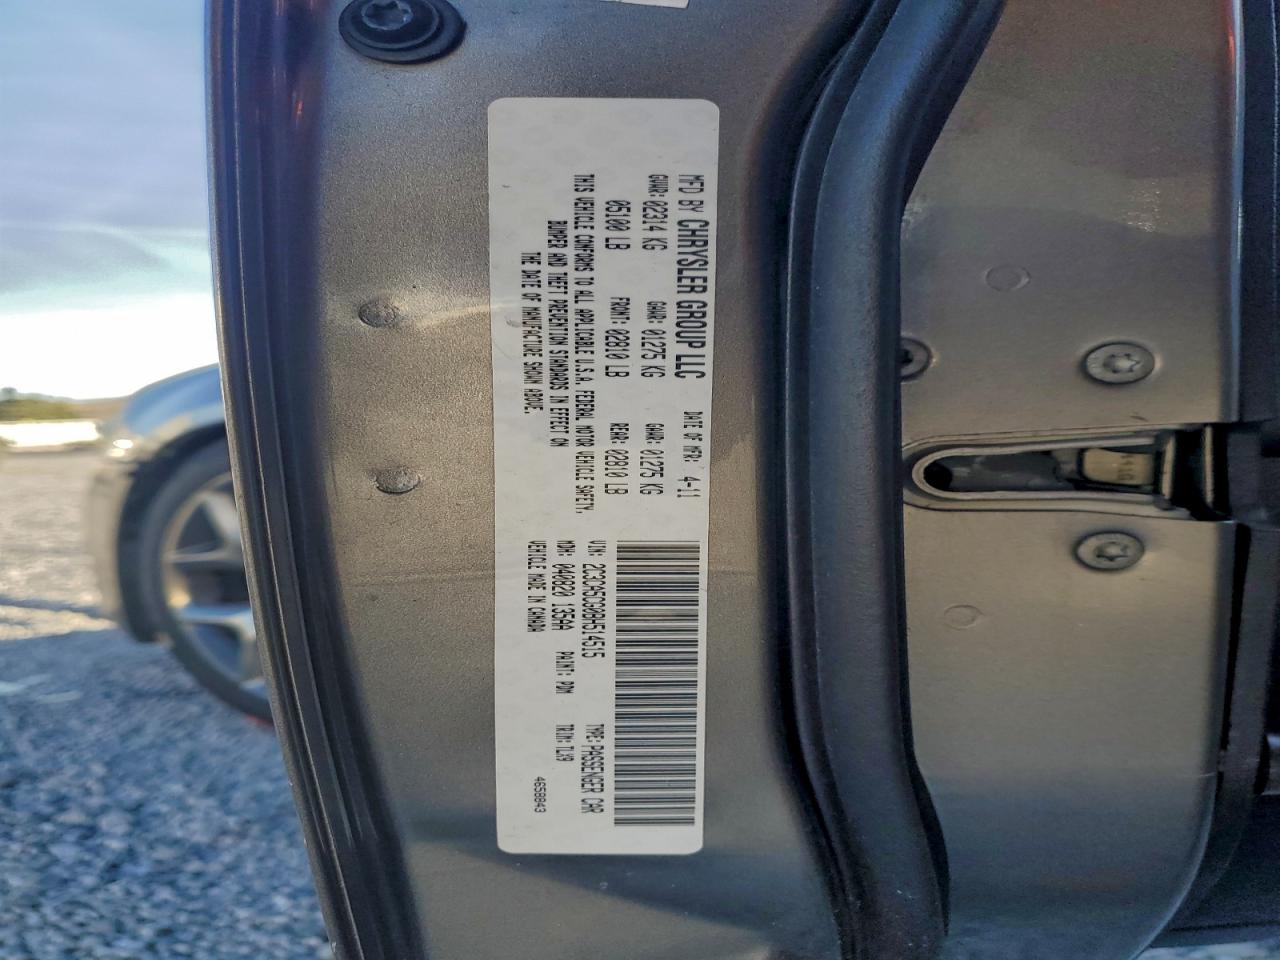 MFD BY CHRYSLER GROUP LLC DATE OF MFR: 4-11
GVWR: 02314 KG GAWR: 01275 KG GAWR: 01275 KG
05100 LB FRONT: 02810 LB REAR: 02810 LB
THIS VEHICLE CONFORMS TO ALL APPLICABLE U.S.A. FEDERAL MOTOR VEHICLE SAFETY,
BUMPER AND THEFT PREVENTION STANDARDS IN EFFECT ON
THE DATE OF MANUFACTURE SHOWN ABOVE.
VIN: 2C3CA5CG0BH514515 TYPE: PASSENGER CAR
MDH: 040820 135AA PAINT: PDM TRIM: TLX9
VEHICLE MADE IN CANADA 4658843